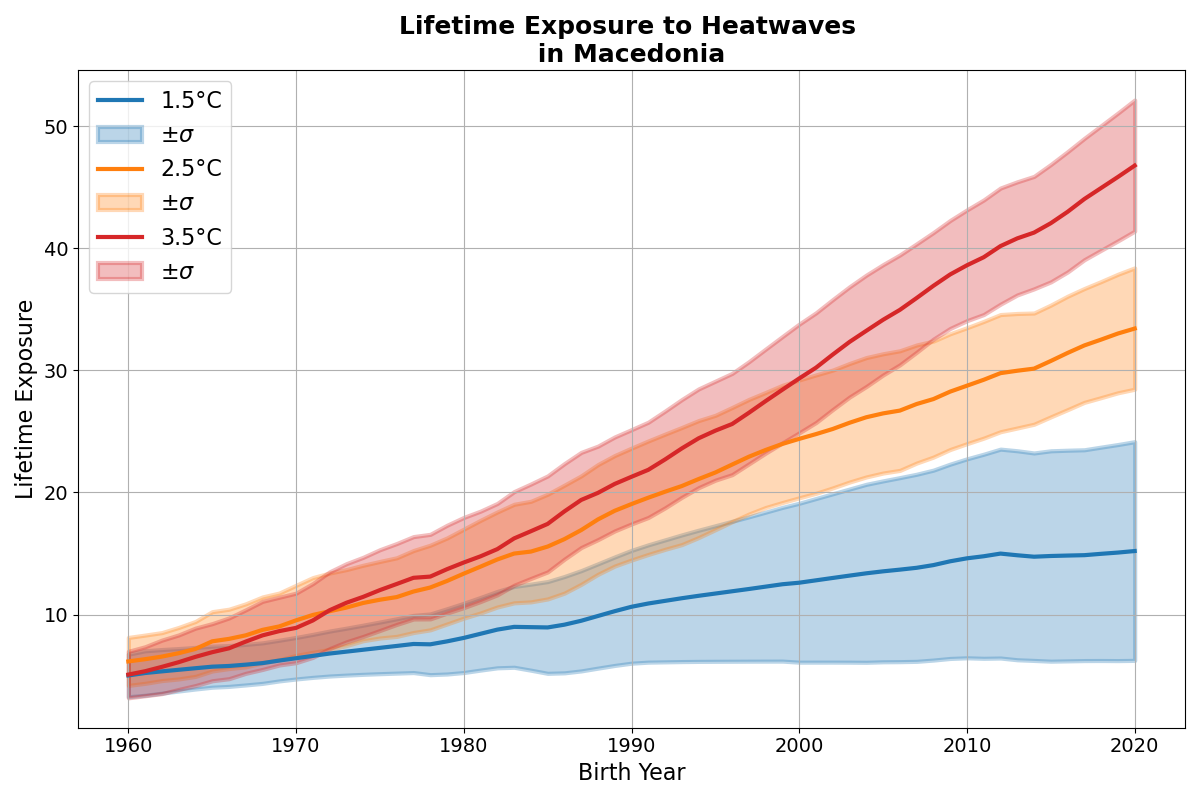 Lifetime Exposure to Heatwaves
in Macedonia
1.5°C
±σ
2.5°C
±σ
3.5°C
±σ
Lifetime Exposure
50
40
30
20
10
1960 1970 1980 1990 2000 2010 2020
Birth Year